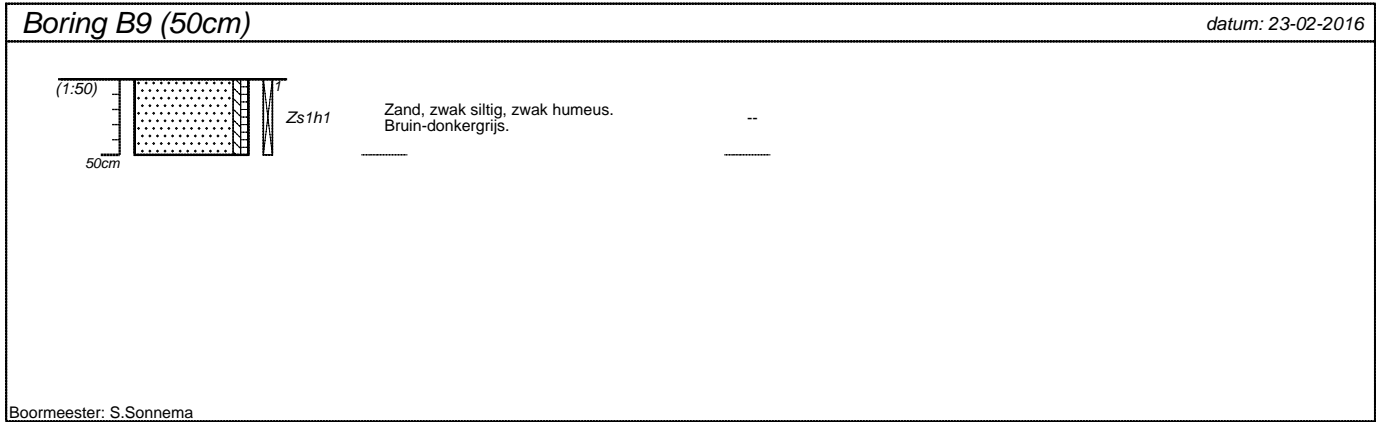 Boring B9 (50cm)
datum: 23-02-2016
(1:50)
1
Zs1h1
Zand, zwak siltig, zwak humeus.
Bruin-donkergrijs.
--
50cm
Boormeester: S.Sonnema